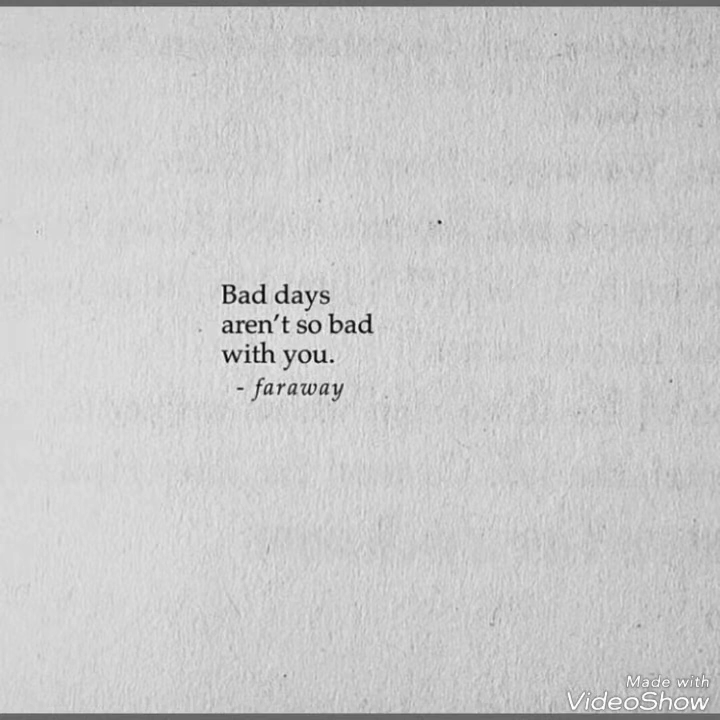 Bad days
aren't so bad
with you.
- faraway
Made with
VideoShow